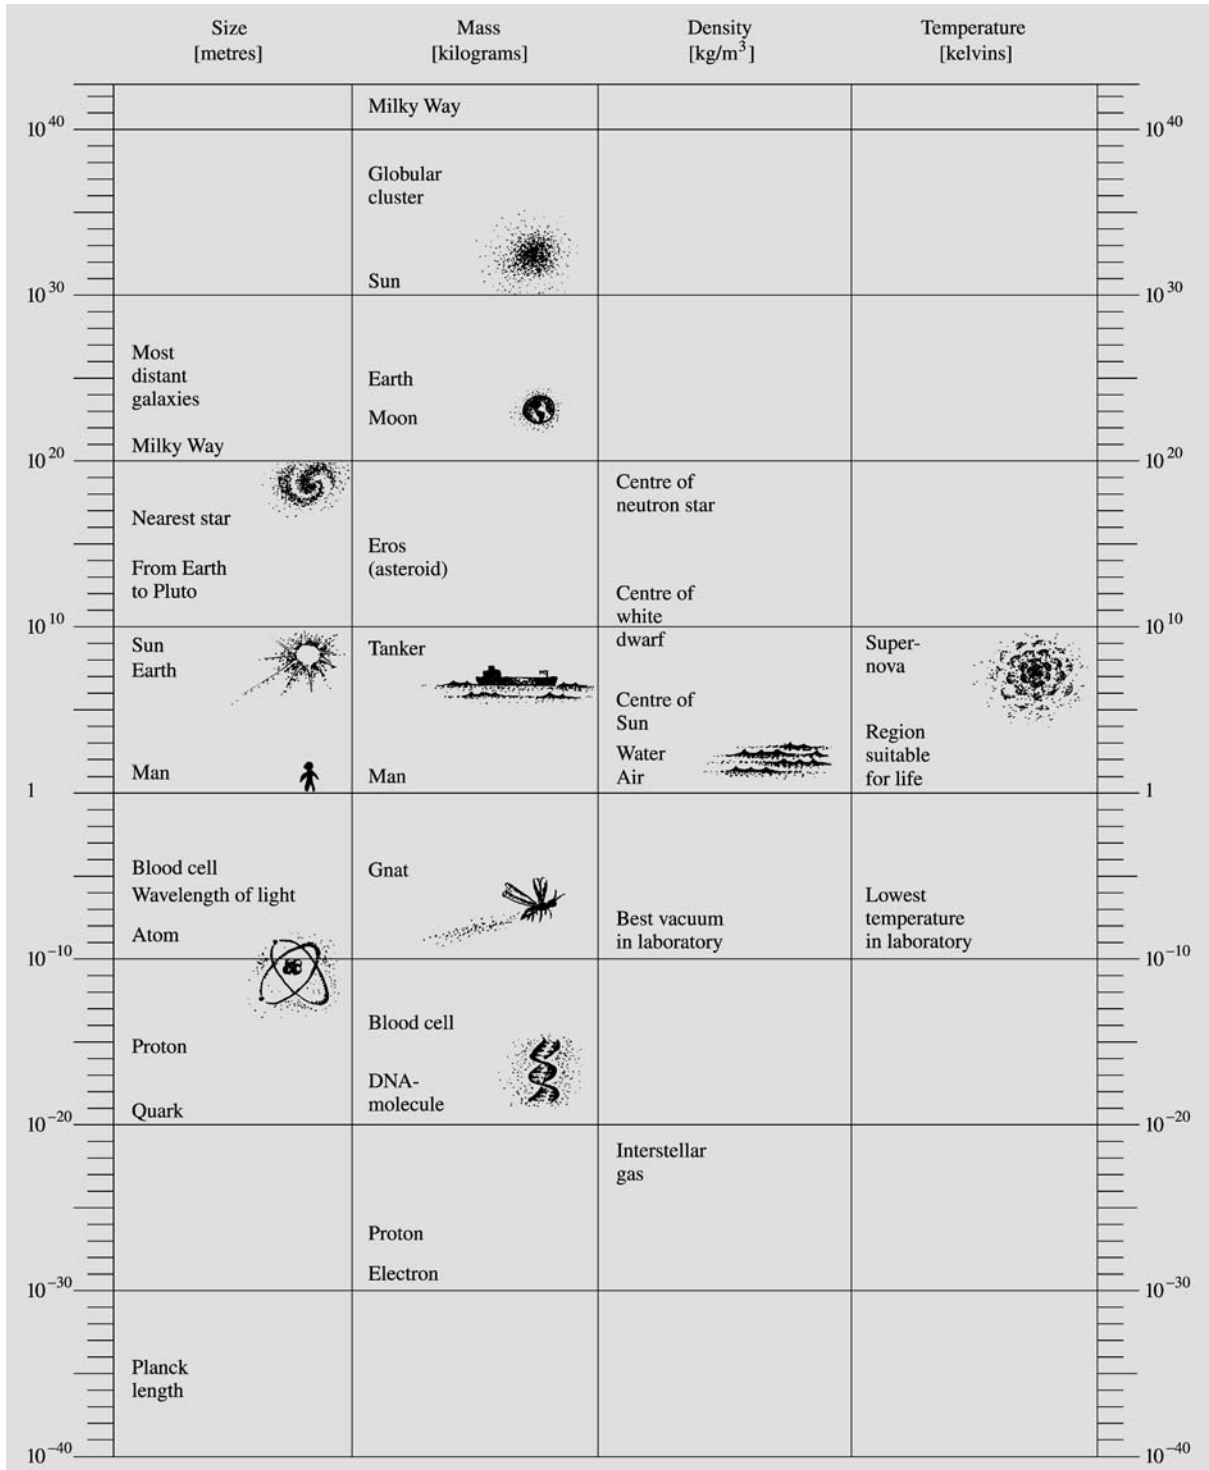 Size
[metres]
Mass
[kilograms]
Density
[kg/m³]
Temperature
[kelvins]
10⁴⁰
10³⁰
10²⁰
10¹⁰
1
10⁻¹⁰
10⁻²⁰
10⁻³⁰
10⁻⁴⁰
Most
distant
galaxies
Milky Way
Nearest star
From Earth
to Pluto
Sun
Earth
Man
Blood cell
Wavelength of light
Atom
Proton
Quark
Planck
length
Milky Way
Globular
cluster
Sun
Earth
Moon
Eros
(asteroid)
Tanker
Man
Gnat
Blood cell
DNA-
molecule
Proton
Electron
Centre of
neutron star
Centre of
white
dwarf
Centre of
Sun
Water
Air
Best vacuum
in laboratory
Interstellar
gas
Super-
nova
Region
suitable
for life
Lowest
temperature
in laboratory
10⁴⁰
10³⁰
10²⁰
10¹⁰
1
10⁻¹⁰
10⁻²⁰
10⁻³⁰
10⁻⁴⁰